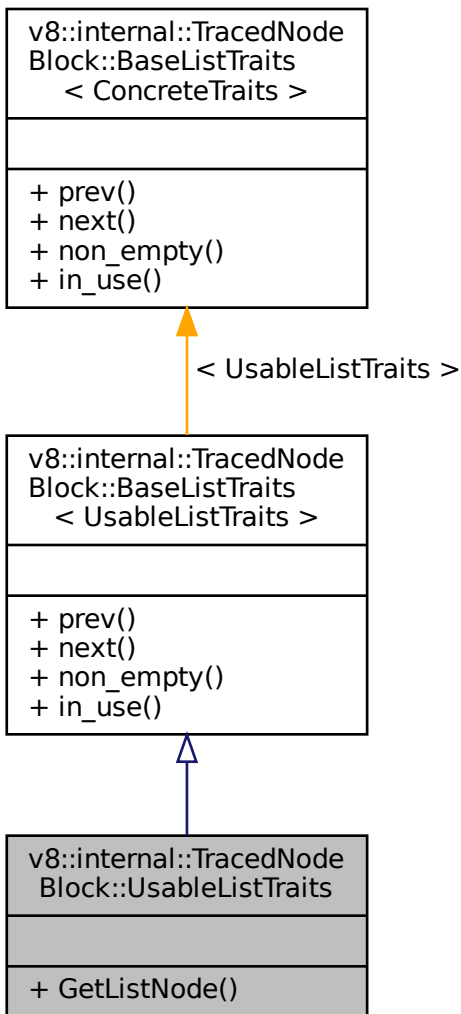 v8::internal::TracedNode
Block::BaseListTraits
< ConcreteTraits >
+ prev()
+ next()
+ non_empty()
+ in_use()
< UsableListTraits >
v8::internal::TracedNode
Block::BaseListTraits
< UsableListTraits >
+ prev()
+ next()
+ non_empty()
+ in_use()
v8::internal::TracedNode
Block::UsableListTraits
+ GetListNode()